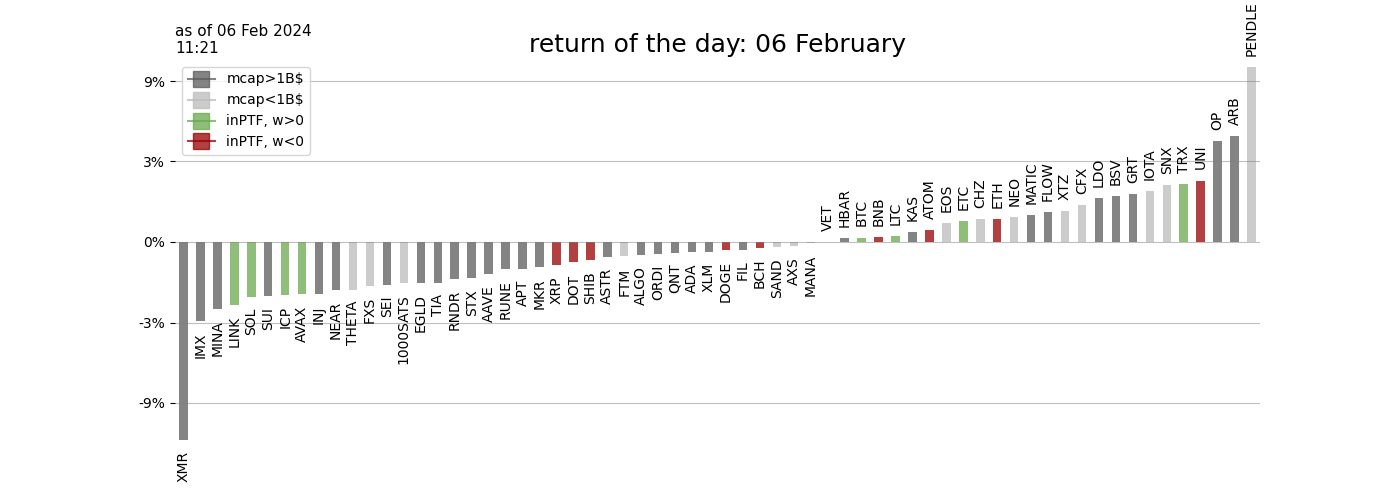 as of 06 Feb 2024
11:21
return of the day: 06 February
mcap>1B$
mcap<1B$
inPTF, w>0
inPTF, w<0
9%
3%
0%
-3%
-9%
XMR
IMX
MINA
LINK
SOL
SUI
ICP
AVAX
INJ
NEAR
THETA
FXS
SEI
1000SATS
EGLD
TIA
RNDR
STX
AAVE
RUNE
APT
MKR
XRP
DOT
SHIB
ASTR
FTM
ALGO
ORDI
QNT
ADA
XLM
DOGE
FIL
BCH
SAND
AXS
MANA
VET
HBAR
BTC
BNB
LTC
KAS
ATOM
EOS
ETC
CHZ
ETH
NEO
MATIC
FLOW
XTZ
CFX
LDO
BSV
GRT
IOTA
SNX
TRX
UNI
OP
ARB
PENDLE